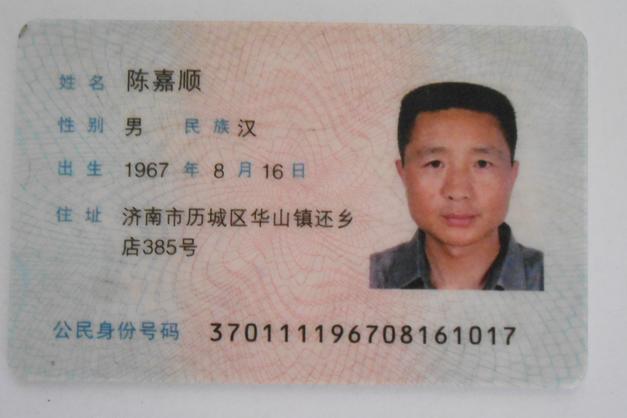 姓名 陈嘉顺
性别 男 民族 汉
出生 1967 年 8 月 16 日
住址 济南市历城区华山镇还乡
店385号
公民身份号码 370111196708161017